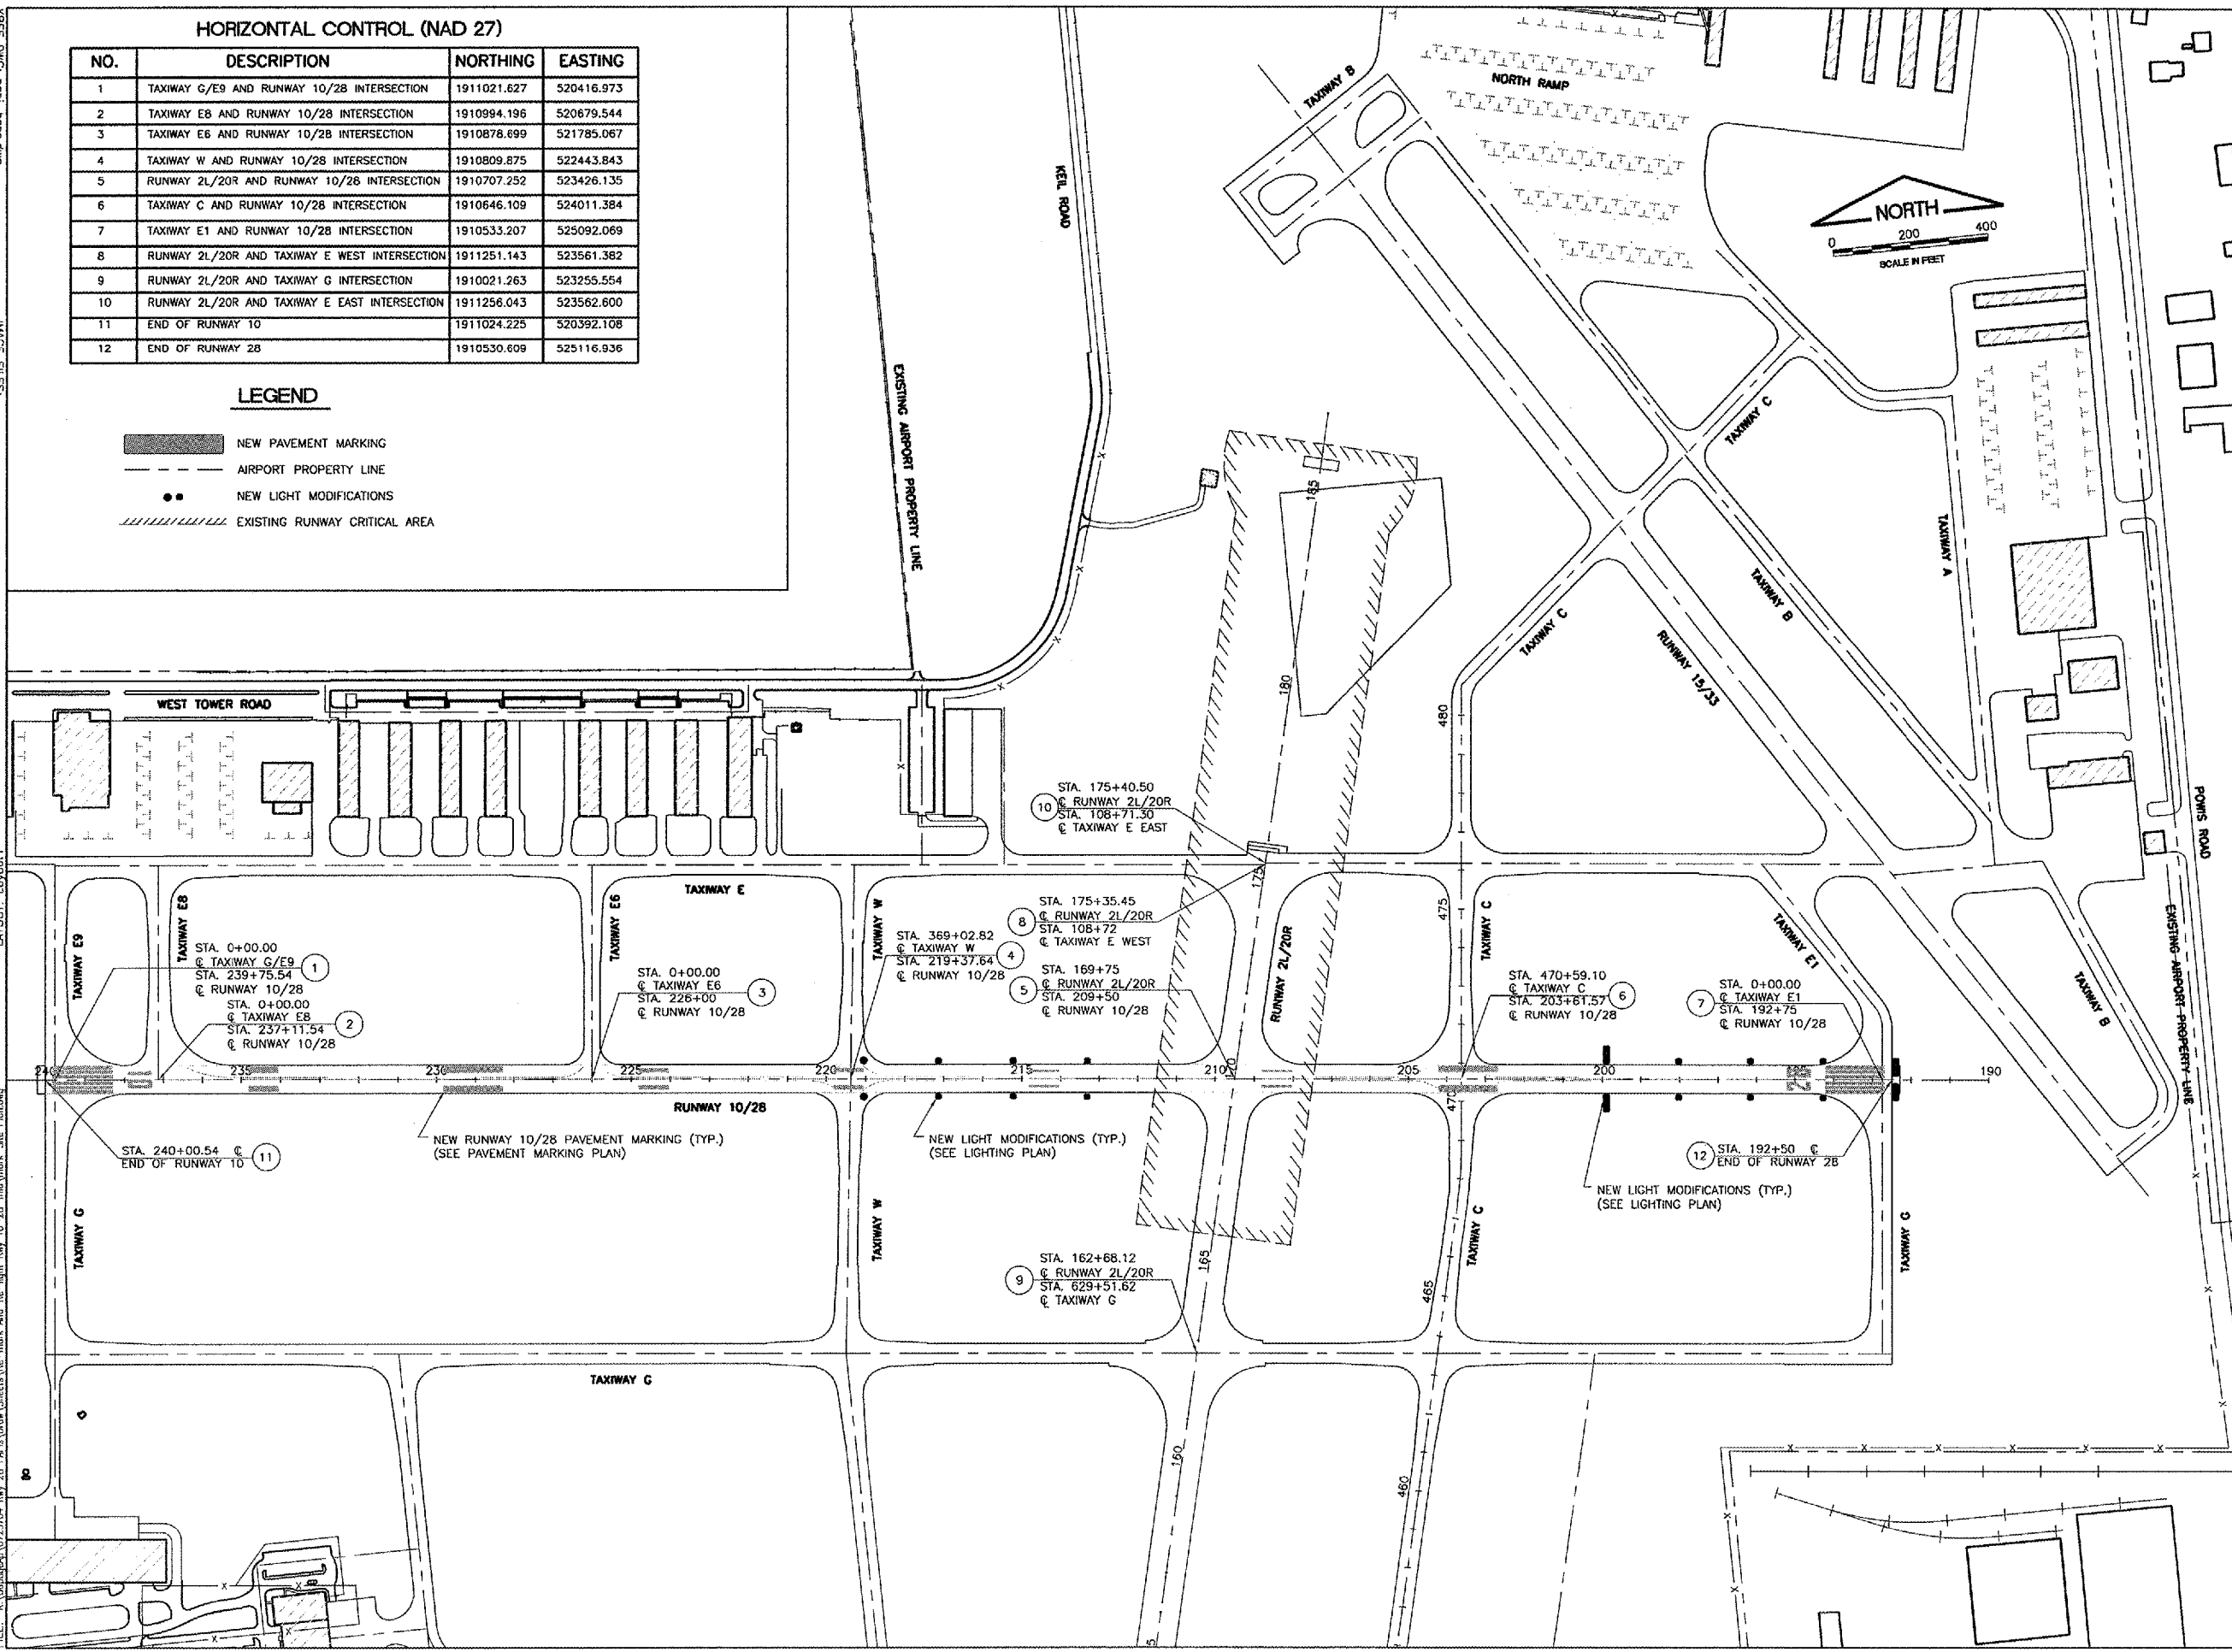 HORIZONTAL CONTROL (NAD 27)
NO. DESCRIPTION NORTHING EASTING
1 TAXIWAY G/E9 AND RUNWAY 10/28 INTERSECTION 1911021.627 520416.973
2 TAXIWAY E8 AND RUNWAY 10/28 INTERSECTION 1910994.196 520679.544
3 TAXIWAY E6 AND RUNWAY 10/28 INTERSECTION 1910878.699 521785.067
4 TAXIWAY W AND RUNWAY 10/28 INTERSECTION 1910809.875 522443.843
5 RUNWAY 2L/20R AND RUNWAY 10/28 INTERSECTION 1910707.252 523426.135
6 TAXIWAY C AND RUNWAY 10/28 INTERSECTION 1910646.109 524011.384
7 TAXIWAY E1 AND RUNWAY 10/28 INTERSECTION 1910533.207 525092.069
8 RUNWAY 2L/20R AND TAXIWAY E WEST INTERSECTION 1911251.143 523561.382
9 RUNWAY 2L/20R AND TAXIWAY G INTERSECTION 1910021.263 523255.554
10 RUNWAY 2L/20R AND TAXIWAY E EAST INTERSECTION 1911256.043 523562.600
11 END OF RUNWAY 10 1911024.225 520392.108
12 END OF RUNWAY 28 1910530.609 525116.936
LEGEND
NEW PAVEMENT MARKING
AIRPORT PROPERTY LINE
NEW LIGHT MODIFICATIONS
EXISTING RUNWAY CRITICAL AREA
KEIL ROAD
EXISTING AIRPORT PROPERTY LINE
TAXIWAY B
NORTH RAMP
NORTH
0 200 400
SCALE IN FEET
TAXIWAY C
TAXIWAY A
TAXIWAY B
TAXIWAY C
RUNWAY 15/33
185
180
480
WEST TOWER ROAD
POWIS ROAD
10
STA. 175+40.50
℄ RUNWAY 2L/20R
STA. 108+71.30
℄ TAXIWAY E EAST
175
TAXIWAY E
TAXIWAY E9
TAXIWAY E8
TAXIWAY E6
TAXIWAY W
8
STA. 175+35.45
℄ RUNWAY 2L/20R
STA. 108+72
℄ TAXIWAY E WEST
RUNWAY 2L/20R
475
TAXIWAY C
TAXIWAY E1
TAXIWAY B
EXISTING AIRPORT PROPERTY LINE
STA. 0+00.00
℄ TAXIWAY G/E9
STA. 239+75.54
℄ RUNWAY 10/28
1
STA. 0+00.00
℄ TAXIWAY E8
STA. 237+11.54
℄ RUNWAY 10/28
2
STA. 0+00.00
℄ TAXIWAY E6
STA. 226+00
℄ RUNWAY 10/28
3
STA. 369+02.82
℄ TAXIWAY W
STA. 219+37.64
℄ RUNWAY 10/28
4
5
STA. 169+75
℄ RUNWAY 2L/20R
STA. 209+50
℄ RUNWAY 10/28
STA. 470+59.10
℄ TAXIWAY C
STA. 203+61.57
℄ RUNWAY 10/28
6
7
STA. 0+00.00
℄ TAXIWAY E1
STA. 192+75
℄ RUNWAY 10/28
240 235 230 225 220 215 210 205 200 190
28
470
RUNWAY 10/28
STA. 240+00.54 ℄
END OF RUNWAY 10
11
NEW RUNWAY 10/28 PAVEMENT MARKING (TYP.)
(SEE PAVEMENT MARKING PLAN)
NEW LIGHT MODIFICATIONS (TYP.)
(SEE LIGHTING PLAN)
12
STA. 192+50 ℄
END OF RUNWAY 28
NEW LIGHT MODIFICATIONS (TYP.)
(SEE LIGHTING PLAN)
TAXIWAY G
TAXIWAY W
TAXIWAY C
TAXIWAY G
165
465
9
STA. 162+68.12
℄ RUNWAY 2L/20R
STA. 629+51.62
℄ TAXIWAY G
TAXIWAY G
160
460